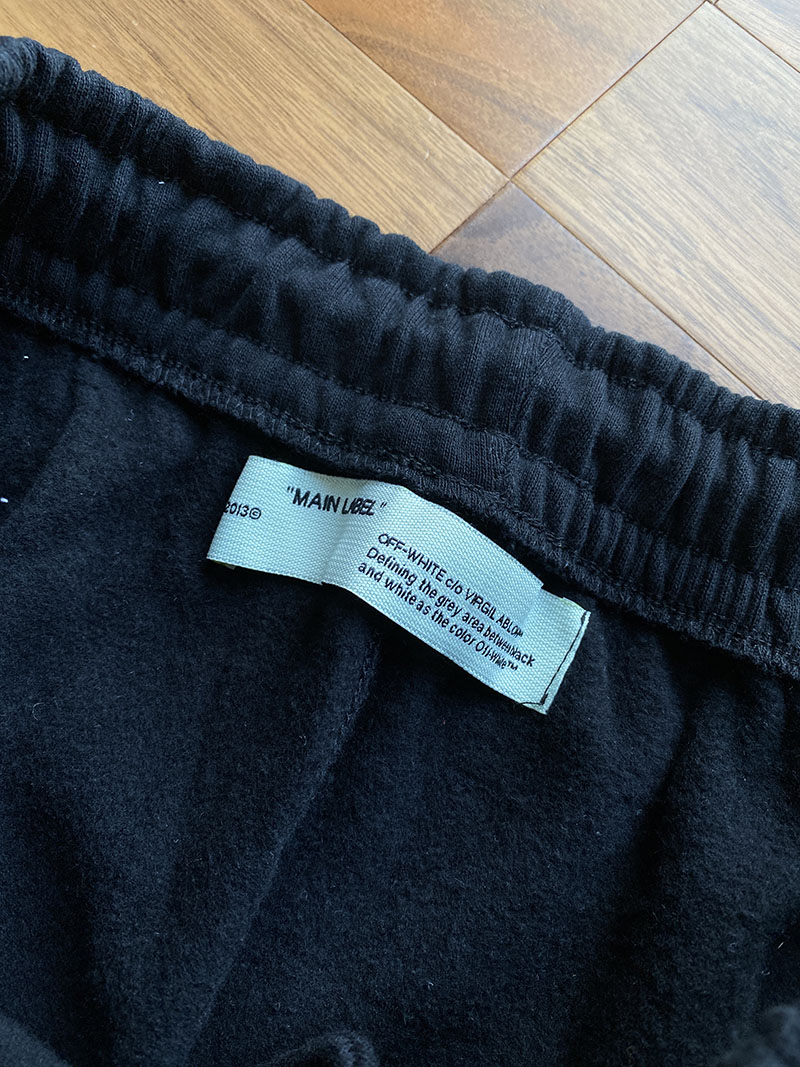 2013©
"MAIN LABEL"
OFF-WHITE c/o VIRGIL ABLOH™
Defining the grey area between black
and white as the color Off-White™